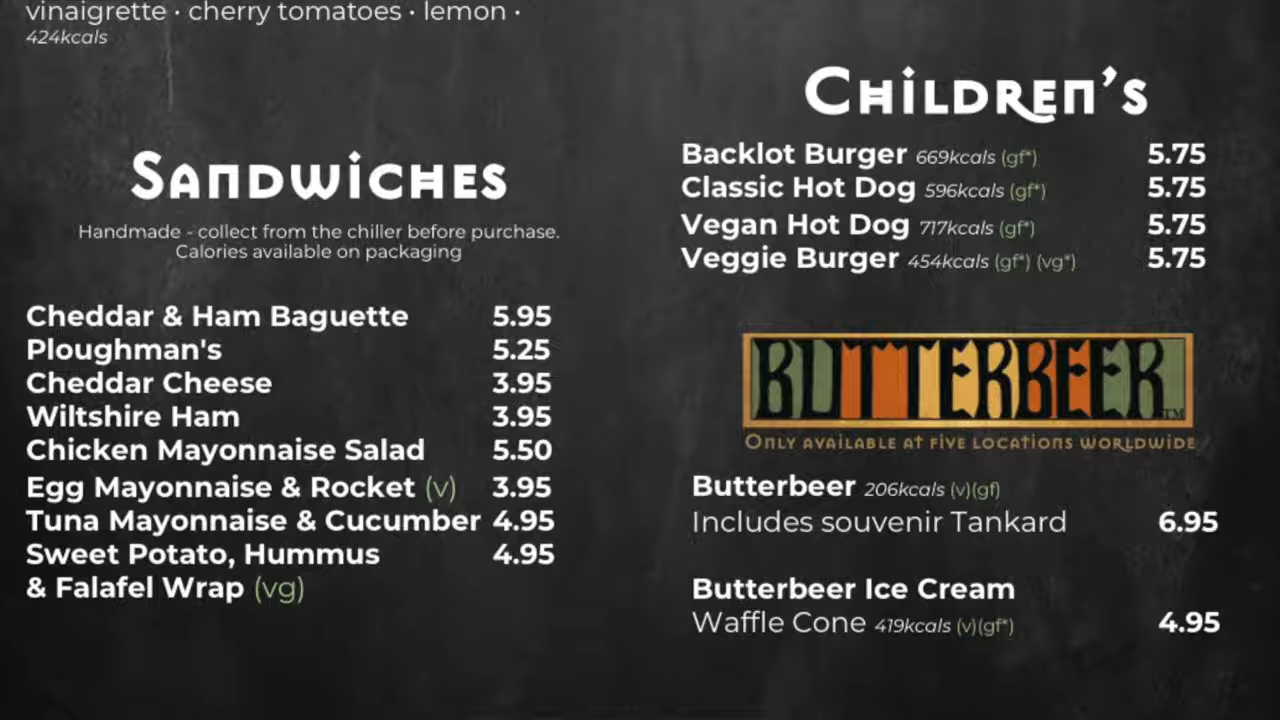 vinaigrette • cherry tomatoes • lemon •
424kcals
Sandwiches
Handmade - collect from the chiller before purchase.
Calories available on packaging
Cheddar & Ham Baguette 5.95
Ploughman's 5.25
Cheddar Cheese 3.95
Wiltshire Ham 3.95
Chicken Mayonnaise Salad 5.50
Egg Mayonnaise & Rocket (v) 3.95
Tuna Mayonnaise & Cucumber 4.95
Sweet Potato, Hummus 4.95
& Falafel Wrap (vg)
Children's
Backlot Burger 669kcals (gf*) 5.75
Classic Hot Dog 596kcals (gf*) 5.75
Vegan Hot Dog 717kcals (gf*) 5.75
Veggie Burger 454kcals (gf*) (vg*) 5.75
BUTTERBEER TM
Only available at five locations worldwide
Butterbeer 206kcals (v)(gf)
Includes souvenir Tankard 6.95
Butterbeer Ice Cream
Waffle Cone 419kcals (v)(gf*) 4.95